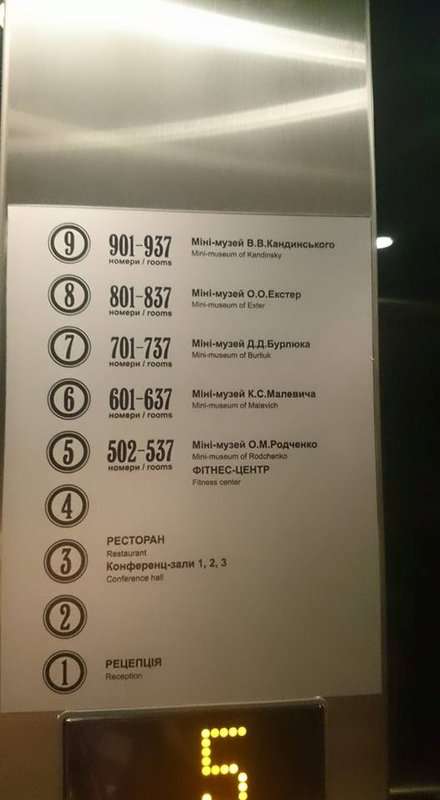 9 901-937 Міні-музей В.В.Кандинського
номери / rooms Mini-museum of Kandinsky
8 801-837 Міні-музей О.О.Екстер
номери / rooms Mini-museum of Exter
7 701-737 Міні-музей Д.Д.Бурлюка
номери / rooms Mini-museum of Burliuk
6 601-637 Міні-музей К.С.Малевича
номери / rooms Mini-museum of Malevich
5 502-537 Міні-музей О.М.Родченко
номери / rooms Mini-museum of Rodchenko
ФІТНЕС-ЦЕНТР
Fitness center
4
3 РЕСТОРАН
Restaurant
Конференц-зали 1, 2, 3
Conference hall
2
1 РЕЦЕПЦІЯ
Reception
5